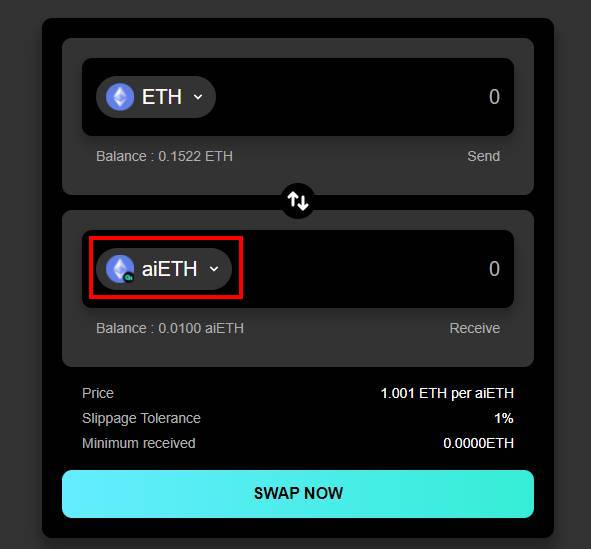 ETH 0
Balance : 0.1522 ETH Send
aiETH 0
Balance : 0.0100 aiETH Receive
Price 1.001 ETH per aiETH
Slippage Tolerance 1%
Minimum received 0.0000ETH
SWAP NOW